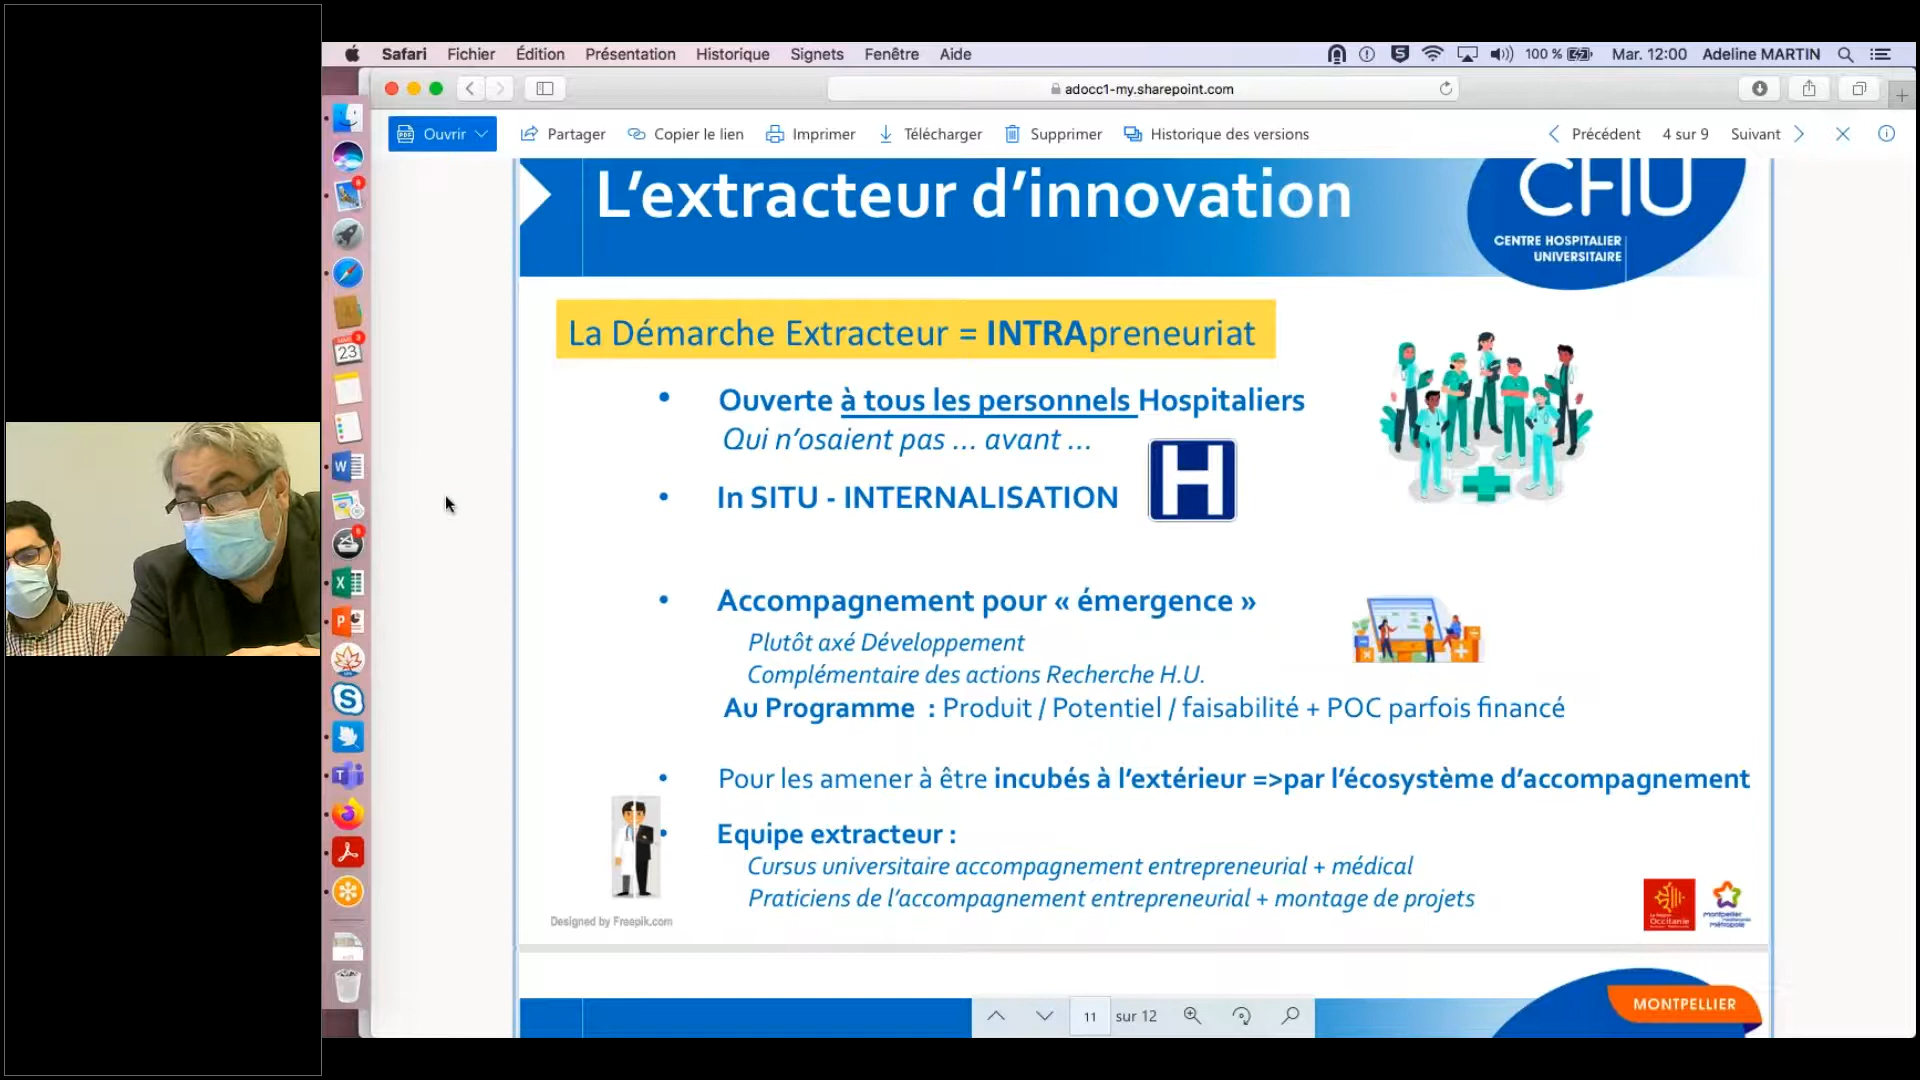 Safari Fichier Édition Présentation Historique Signets Fenêtre Aide
100 % Mar. 12:00 Adeline MARTIN
adocc1-my.sharepoint.com
Ouvrir Partager Copier le lien Imprimer Télécharger Supprimer Historique des versions Précédent 4 sur 9 Suivant
L’extracteur d’innovation
CHU
CENTRE HOSPITALIER
UNIVERSITAIRE
La Démarche Extracteur = INTRApreneuriat
• Ouverte à tous les personnels Hospitaliers
Qui n’osaient pas ... avant ...
• In SITU - INTERNALISATION
H
• Accompagnement pour « émergence »
Plutôt axé Développement
Complémentaire des actions Recherche H.U.
Au Programme : Produit / Potentiel / faisabilité + POC parfois financé
• Pour les amener à être incubés à l’extérieur =>par l’écosystème d’accompagnement
• Equipe extracteur :
Cursus universitaire accompagnement entrepreneurial + médical
Praticiens de l’accompagnement entrepreneurial + montage de projets
Designed by Freepik.com
Occitanie
montpellier
métropole
11 sur 12
MONTPELLIER
23